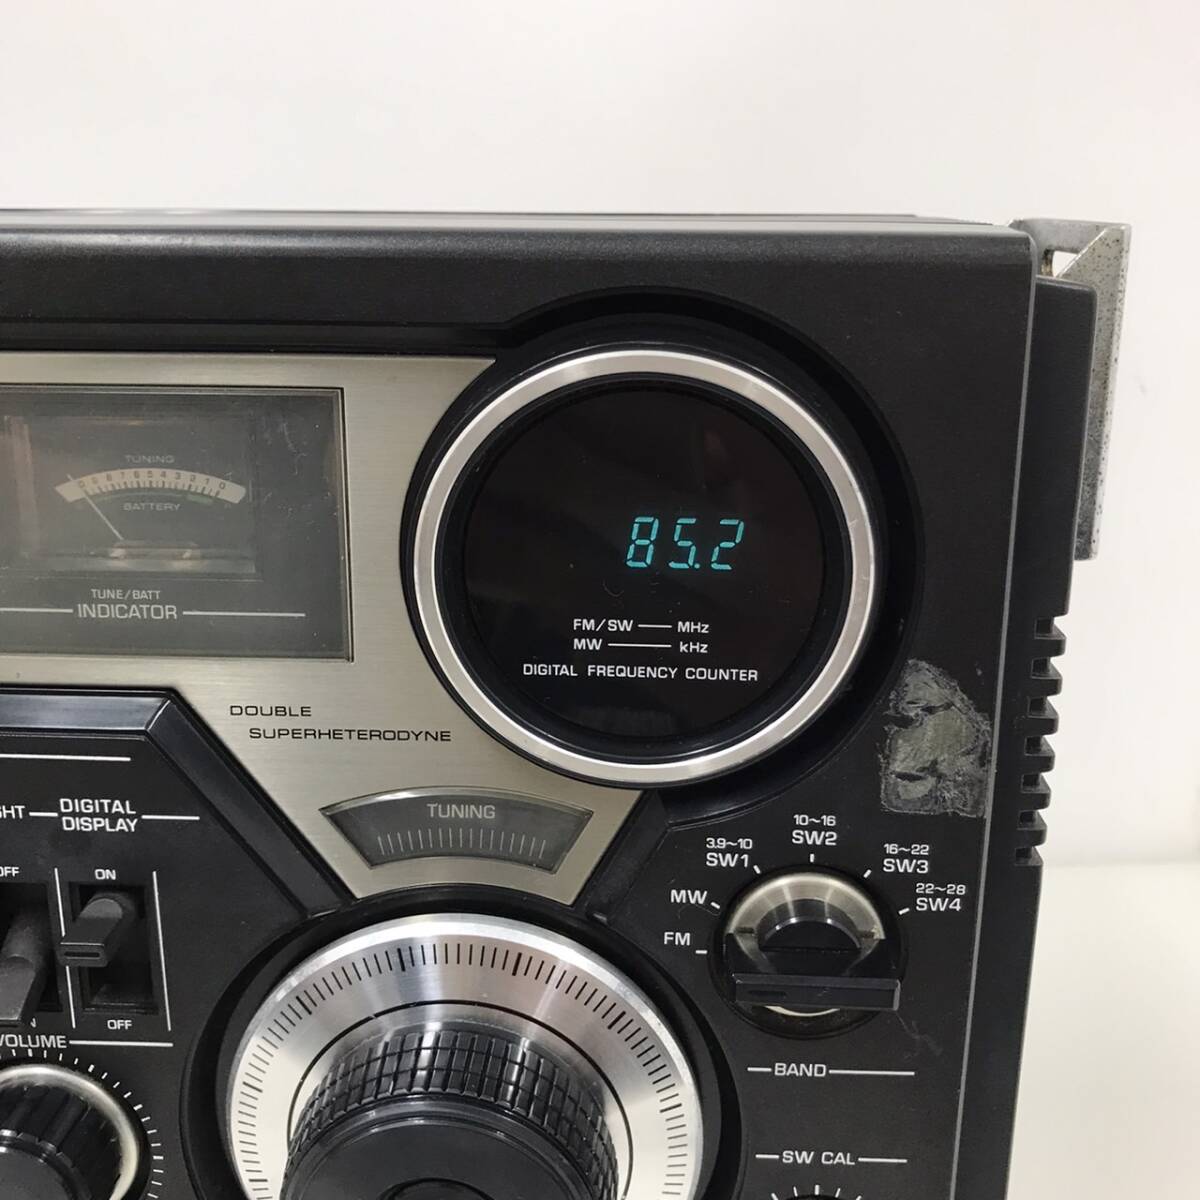 TUNING
BATTERY
TUNE/BATT
INDICATOR
85.2
FM/SW — MHz
MW — kHz
DIGITAL FREQUENCY COUNTER
DOUBLE
SUPERHETERODYNE
TUNING
DIGITAL
DISPLAY
ON
OFF
VOLUME
3.9~10
SW1
10~16
SW2
16~22
SW3
22~28
SW4
MW
FM
BAND
SW CAL